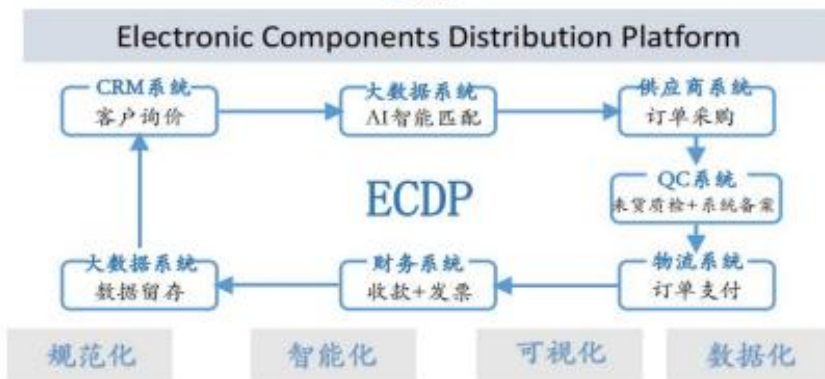 Electronic Components Distribution Platform
CRM系统
客户询价
大数据系统
AI智能匹配
供应商系统
订单采购
QC系统
来货质检+系统备案
ECDP
大数据系统
数据留存
财务系统
收款+发票
物流系统
订单支付
规范化
智能化
可视化
数据化